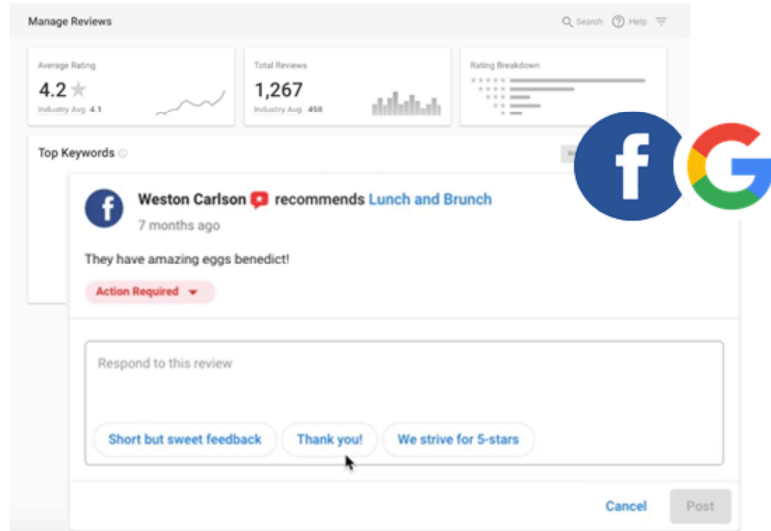 Manage Reviews
Search Help
Average Rating
4.2
Industry Avg 4.1
Total Reviews
1,267
Industry Avg 498
Rating Breakdown
Top Keywords
Weston Carlson recommends Lunch and Brunch
7 months ago
They have amazing eggs benedict!
Action Required
Respond to this review
Short but sweet feedback
Thank you!
We strive for 5-stars
Cancel
Post